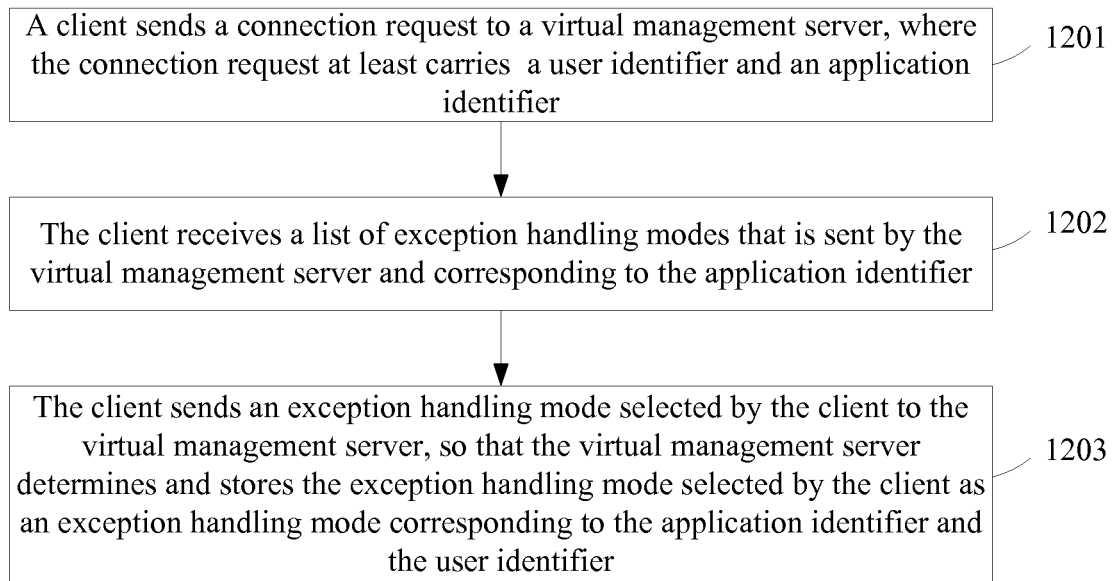 A client sends a connection request to a virtual management server, where
the connection request at least carries a user identifier and an application
identifier
1201
The client receives a list of exception handling modes that is sent by the
virtual management server and corresponding to the application identifier
1202
The client sends an exception handling mode selected by the client to the
virtual management server, so that the virtual management server
determines and stores the exception handling mode selected by the client as
an exception handling mode corresponding to the application identifier and
the user identifier
1203